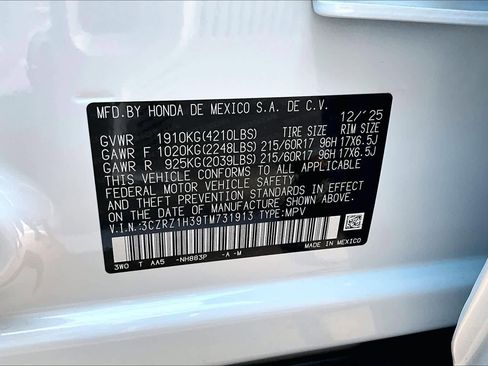 MFD.BY HONDA DE MEXICO S.A. DE C.V. 12/'25
GVWR 1910KG(4210LBS) TIRE SIZE RIM SIZE
GAWR F 1020KG(2248LBS) 215/60R17 96H 17X6.5J
GAWR R 925KG(2039LBS) 215/60R17 96H 17X6.5J
THIS VEHICLE CONFORMS TO ALL APPLICABLE
FEDERAL MOTOR VEHICLE SAFETY
AND THEFT PREVENTION STANDARDS IN EFFECT
ON THE DATE OF MANUFACTURE SHOWN ABOVE.
V.I.N.:3CZRZ1H39TM731913 TYPE:MPV
3W0 T AA5 -NH883P -A -M MADE IN MEXICO